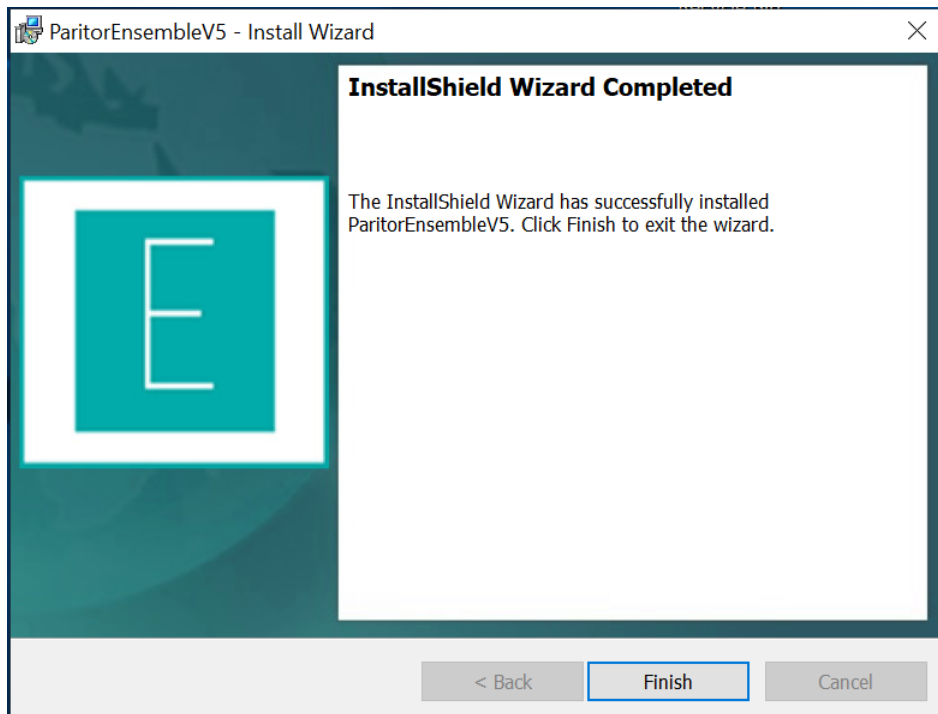 ParitorEnsembleV5 - Install Wizard
InstallShield Wizard Completed
The InstallShield Wizard has successfully installed
ParitorEnsembleV5. Click Finish to exit the wizard.
E
< Back
Finish
Cancel